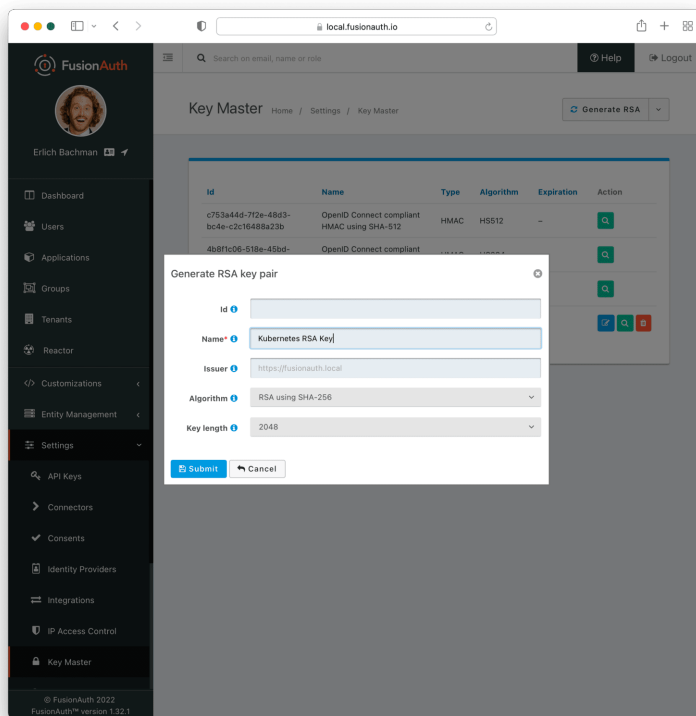 local.fusionauth.io
FusionAuth
Search on email, name or role
Help
Logout
Erlich Bachman
Key Master
Home / Settings / Key Master
Generate RSA
Dashboard
Users
Applications
Groups
Tenants
Reactor
Customizations
Entity Management
Settings
API Keys
Connectors
Consents
Identity Providers
Integrations
IP Access Control
Key Master
© FusionAuth 2022
FusionAuth™ version 1.32.1
Id Name Type Algorithm Expiration Action
c753a44d-7f2e-48d3-
bc4e-c2c16488a23b
OpenID Connect compliant
HMAC using SHA-512
HMAC HS512 –
4b8f1c06-518e-45bd-
OpenID Connect compliant
Generate RSA key pair
Id
Name* Kubernetes RSA Key
Issuer https://fusionauth.local
Algorithm RSA using SHA-256
Key length 2048
Submit Cancel